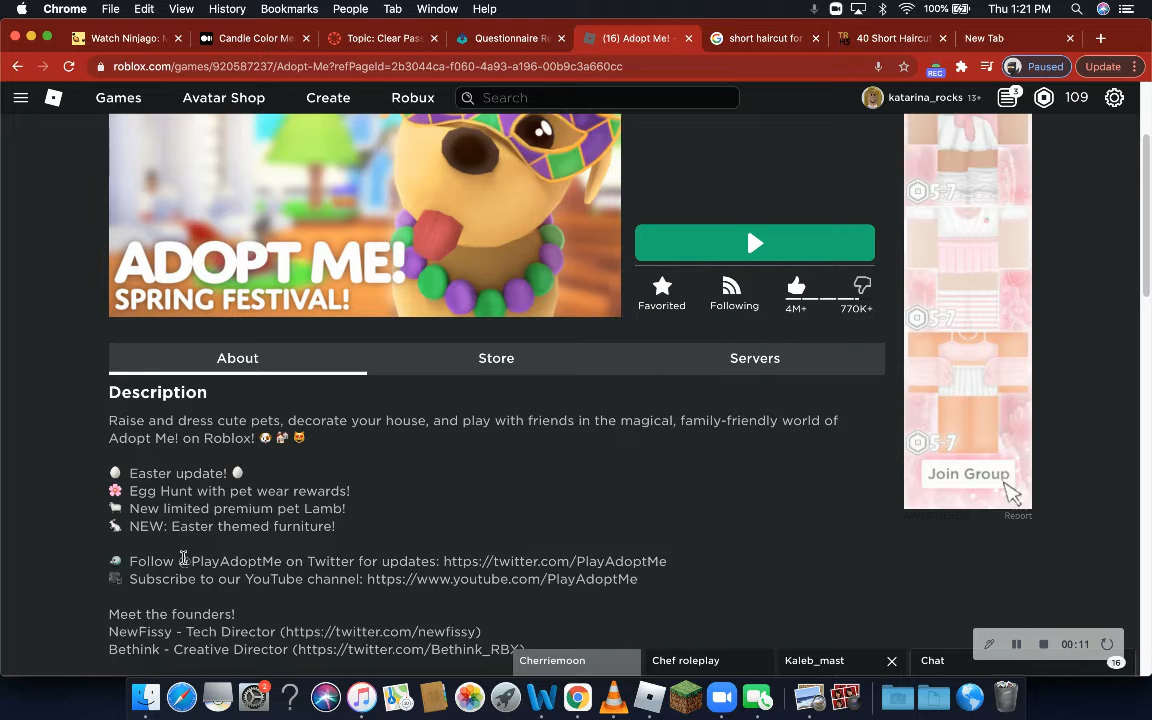 Chrome File Edit View History Bookmarks People Tab Window Help 100% Thu 1:21 PM
Watch Ninjago: M Candle Color Me Topic: Clear Pas Questionnaire Re (16) Adopt Me! - short haircut for 40 Short Haircut New Tab
roblox.com/games/920587237/Adopt-Me?refPageId=2b3044ca-f060-4a93-a196-00b9c3a660cc REC Paused Update
Games Avatar Shop Create Robux Search katarina_rocks 13+ 3 109
ADOPT ME!
SPRING FESTIVAL!
Favorited Following 4M+ 770K+
5-7
5-7
5-7
Join Group
ADVERTISEMENT Report
About Store Servers
Description
Raise and dress cute pets, decorate your house, and play with friends in the magical, family-friendly world of
Adopt Me! on Roblox! 🐶 🏘 😻
🥚 Easter update! 🥚
🌸 Egg Hunt with pet wear rewards!
🐑 New limited premium pet Lamb!
🐇 NEW: Easter themed furniture!
Follow @PlayAdoptMe on Twitter for updates: https://twitter.com/PlayAdoptMe
Subscribe to our YouTube channel: https://www.youtube.com/PlayAdoptMe
Meet the founders!
NewFissy - Tech Director (https://twitter.com/newfissy)
Bethink - Creative Director (https://twitter.com/Bethink_RBX)
00:11
Cherriemoon Chef roleplay Kaleb_mast Chat 16
2